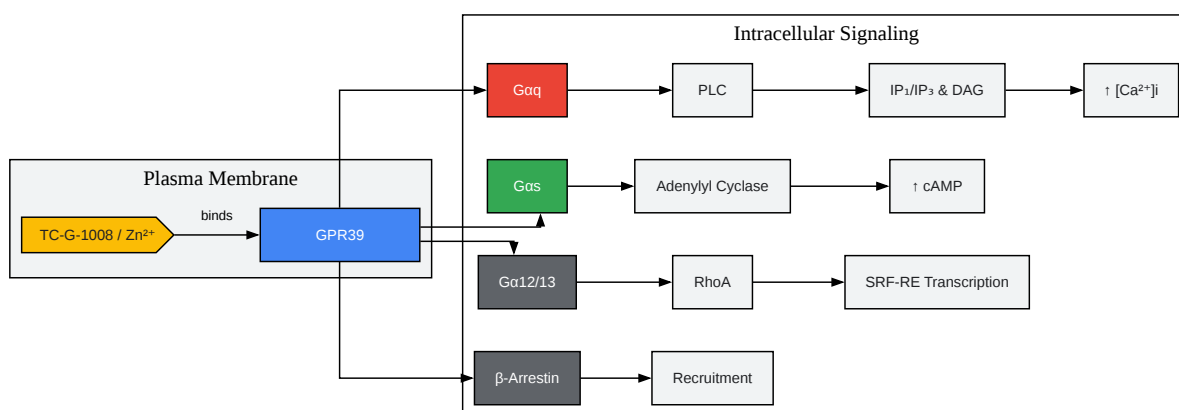 Intracellular Signaling
Gαq
PLC
IP₁/IP₃ & DAG
↑ [Ca²⁺]i
Plasma Membrane
Gαs
Adenylyl Cyclase
↑ cAMP
TC-G-1008 / Zn²⁺
binds
GPR39
Gα12/13
RhoA
SRF-RE Transcription
β-Arrestin
Recruitment